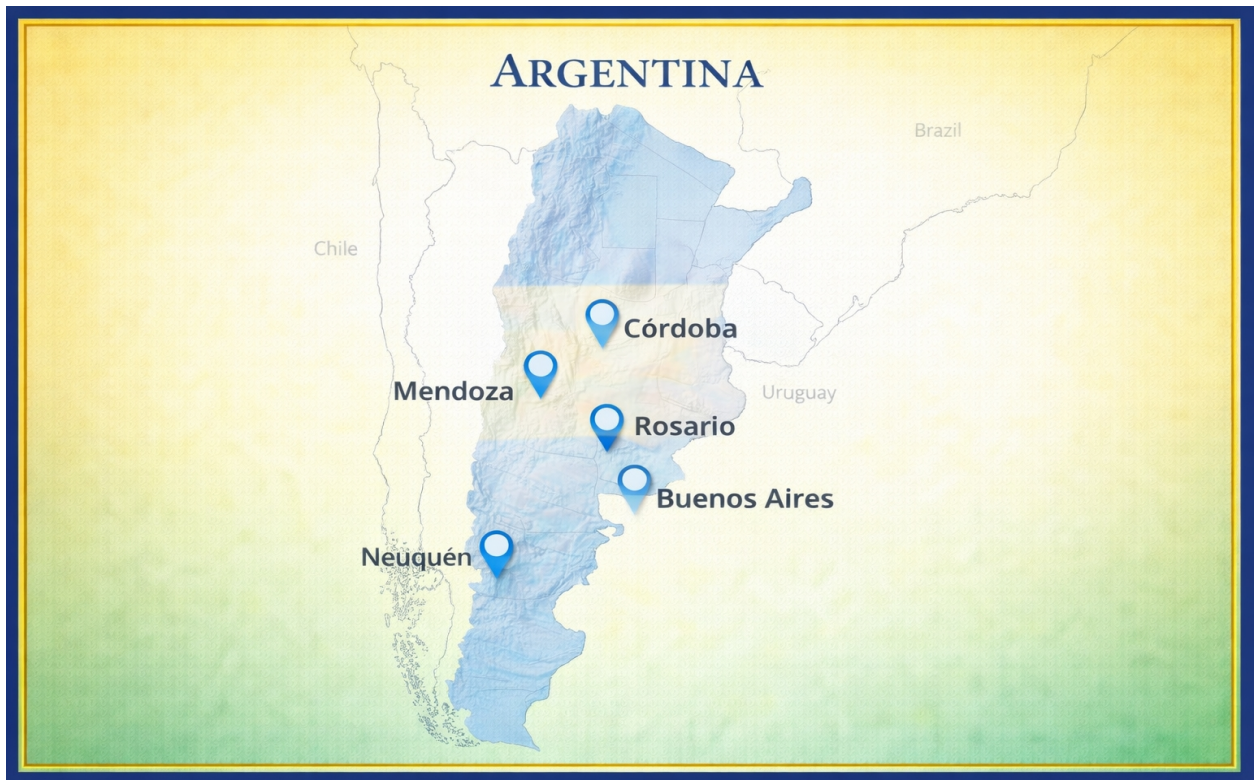 ARGENTINA
Brazil
Chile
Córdoba
Mendoza
Uruguay
Rosario
Buenos Aires
Neuquén